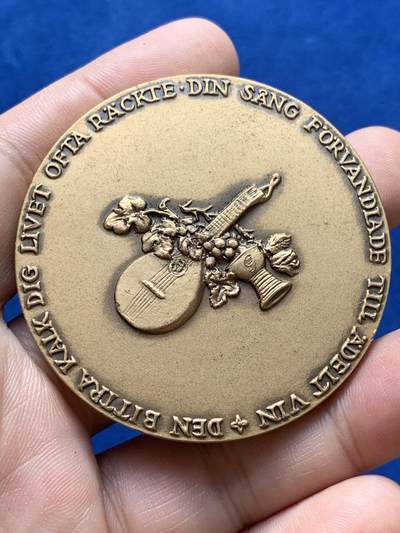 DEN BITTRA KALK DIG LIVET OFTA RÄCKTE · DIN SÅNG FÖRVANDLADE TILL ÄDELT VIN